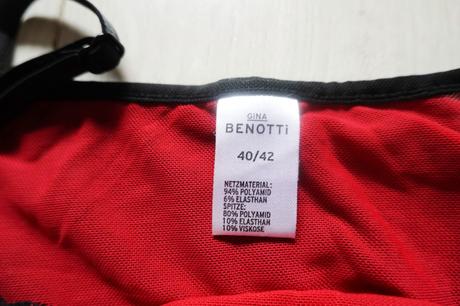 GINA
BENOTTi
40/42
NETZMATERIAL:
94% POLYAMID
6% ELASTHAN
SPITZE:
80% POLYAMID
10% ELASTHAN
10% VISKOSE